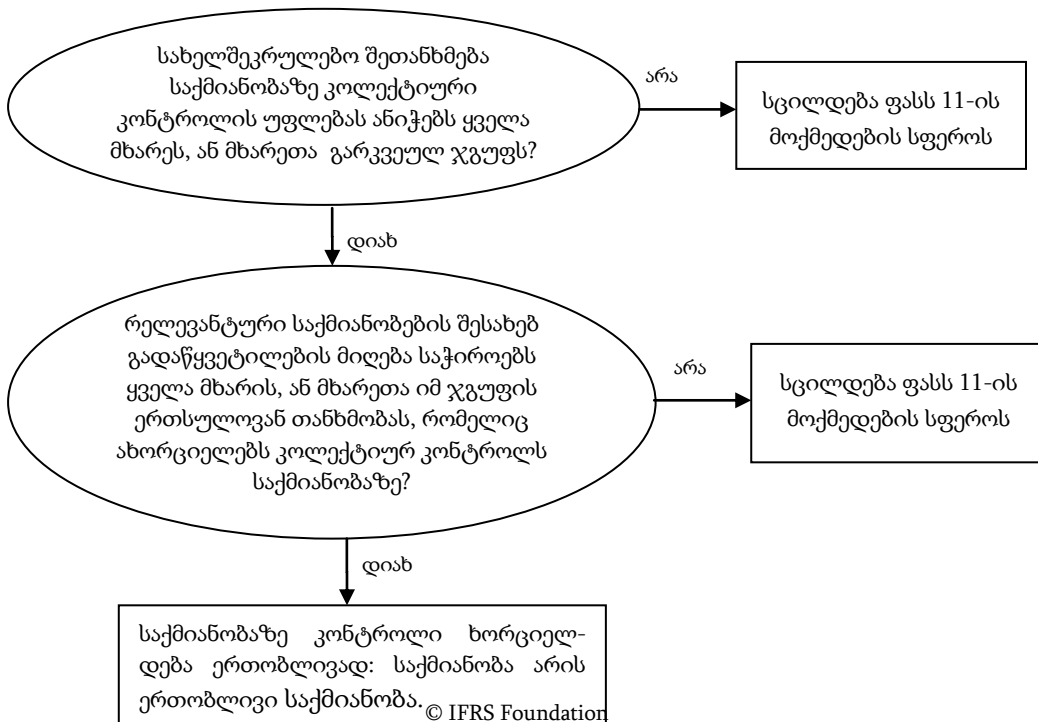 სახელშეკრულებო შეთანხმება
საქმიანობაზე კოლექტიური
კონტროლის უფლებას ანიჭებს ყველა
მხარეს, ან მხარეთა გარკვეულ ჯგუფს?
არა
სცილდება ფასს 11-ის
მოქმედების სფეროს
დიახ
რელევანტური საქმიანობების შესახებ
გადაწყვეტილების მიღება საჭიროებს
ყველა მხარის, ან მხარეთა იმ ჯგუფის
ერთსულოვან თანხმობას, რომელიც
ახორციელებს კოლექტიურ კონტროლს
საქმიანობაზე?
არა
სცილდება ფასს 11-ის
მოქმედების სფეროს
დიახ
საქმიანობაზე კონტროლი ხორციელ-
დება ერთობლივად: საქმიანობა არის
ერთობლივი საქმიანობა.
© IFRS Foundation